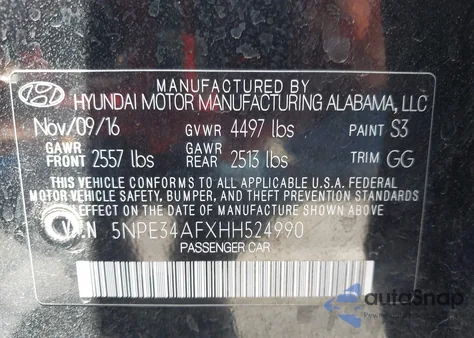 MANUFACTURED BY
HYUNDAI MOTOR MANUFACTURING ALABAMA, LLC
Nov/09/16 GVWR 4497 lbs PAINT S3
GAWR FRONT 2557 lbs GAWR REAR 2513 lbs TRIM GG
THIS VEHICLE CONFORMS TO ALL APPLICABLE U.S.A. FEDERAL
MOTOR VEHICLE SAFETY, BUMPER, AND THEFT PREVENTION STANDARDS
IN EFFECT ON THE DATE OF MANUFACTURE SHOWN ABOVE.
V.I.N 5NPE34AFXHH524990
PASSENGER CAR
autoSnap